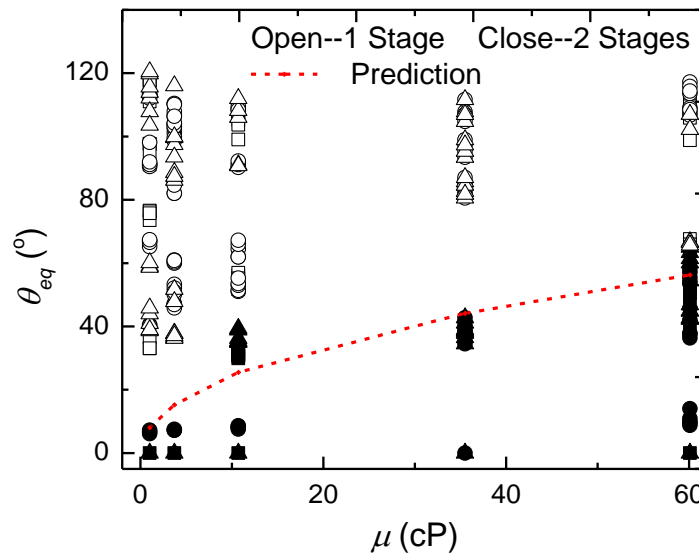 Open--1 Stage Close--2 Stages
Prediction
120
80
40
0
θeq (o)
0 20 40 60
μ (cP)